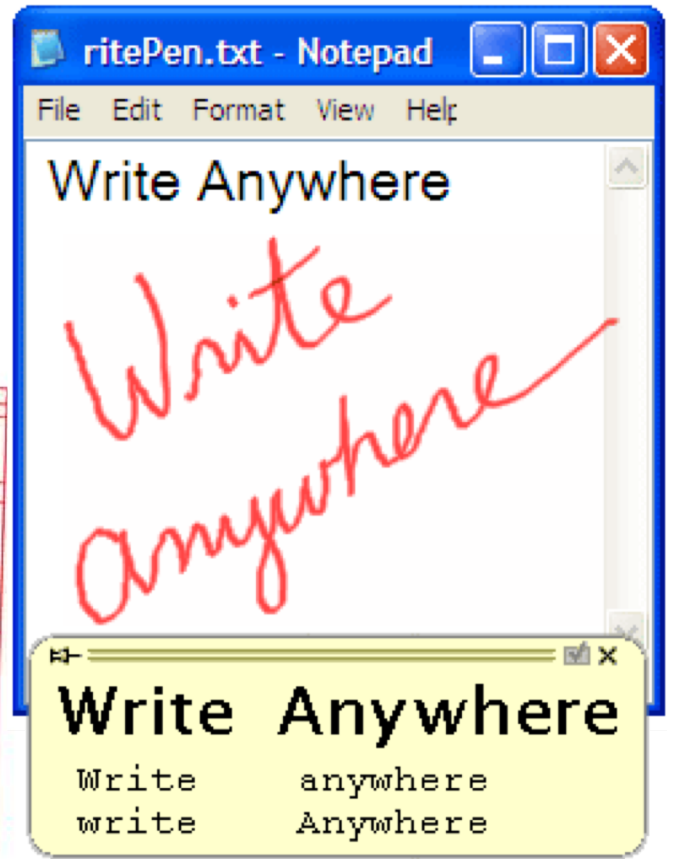 ritePen.txt - Notepad
File Edit Format View Help
Write Anywhere
Write
anywhere
Write Anywhere
Write anywhere
write Anywhere